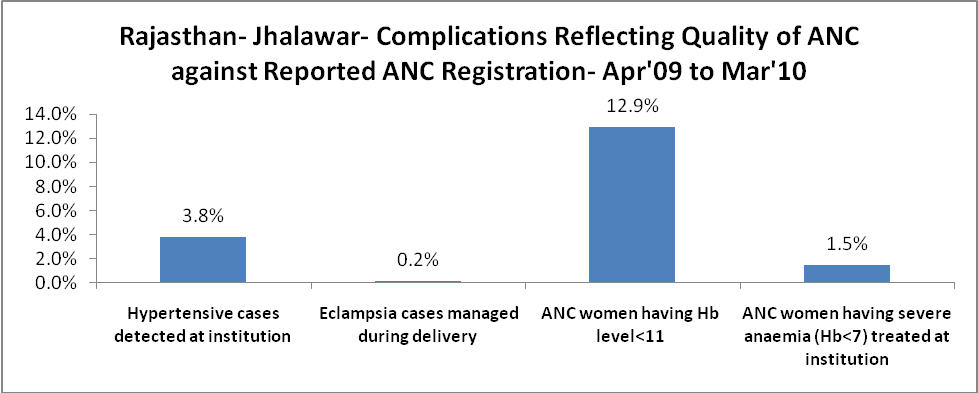 Rajasthan- Jhalawar- Complications Reflecting Quality of ANC
against Reported ANC Registration- Apr'09 to Mar'10
14.0%
12.0%
10.0%
8.0%
6.0%
4.0%
2.0%
0.0%
3.8%
0.2%
12.9%
1.5%
Hypertensive cases
detected at institution
Eclampsia cases managed
during delivery
ANC women having Hb
level<11
ANC women having severe
anaemia (Hb<7) treated at
institution